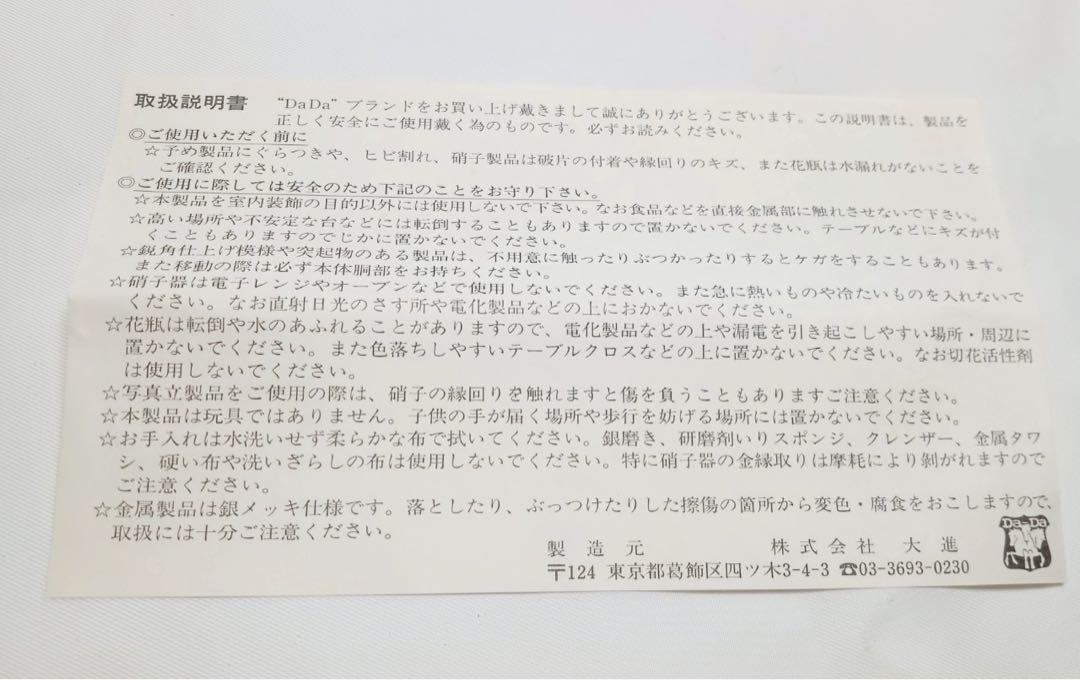 取扱説明書 “DaDa”ブランドをお買い上げ戴きまして誠にありがとうございます。この説明書は、製品を
正しく安全にご使用戴く為のものです。必ずお読みください。
◎ご使用いただく前に
☆予め製品にぐらつきや、ヒビ割れ、硝子製品は破片の付着や縁回りのキズ、また花瓶は水漏れがないことを
ご確認ください。
◎ご使用に際しては安全のため下記のことをお守り下さい。
☆本製品を室内装飾の目的以外には使用しないで下さい。なお食品などを直接金属部に触れさせないで下さい。
☆高い場所や不安定な台などには転倒することもありますので置かないでください。テーブルなどにキズが付
くこともありますのでじかに置かないでください。
☆鋭角仕上げ模様や突起物のある製品は、不用意に触ったりぶつかったりするとケガをすることもあります。
また移動の際は必ず本体胴部をお持ちください。
☆硝子器は電子レンジやオーブンなどで使用しないでください。また急に熱いものや冷たいものを入れないで
ください。なお直射日光のさす所や電化製品などの上におかないでください。
☆花瓶は転倒や水のあふれることがありますので、電化製品などの上や漏電を引き起こしやすい場所・周辺に
置かないでください。また色落ちしやすいテーブルクロスなどの上に置かないでください。なお切花活性剤
は使用しないでください。
☆写真立製品をご使用の際は、硝子の縁回りを触れますと傷を負うこともありますご注意ください。
☆本製品は玩具ではありません。子供の手が届く場所や歩行を妨げる場所には置かないでください。
☆お手入れは水洗いせず柔らかな布で拭いてください。銀磨き、研磨剤いりスポンジ、クレンザー、金属タワ
シ、硬い布や洗いざらしの布は使用しないでください。特に硝子器の金縁取りは摩耗により剝がれますので
ご注意ください。
☆金属製品は銀メッキ仕様です。落としたり、ぶっつけたりした擦傷の箇所から変色・腐食をおこしますので、
取扱には十分ご注意ください。
Da-Da
製造元 株式会社 大進
〒124 東京都葛飾区四ツ木3-4-3 ☎03-3693-0230